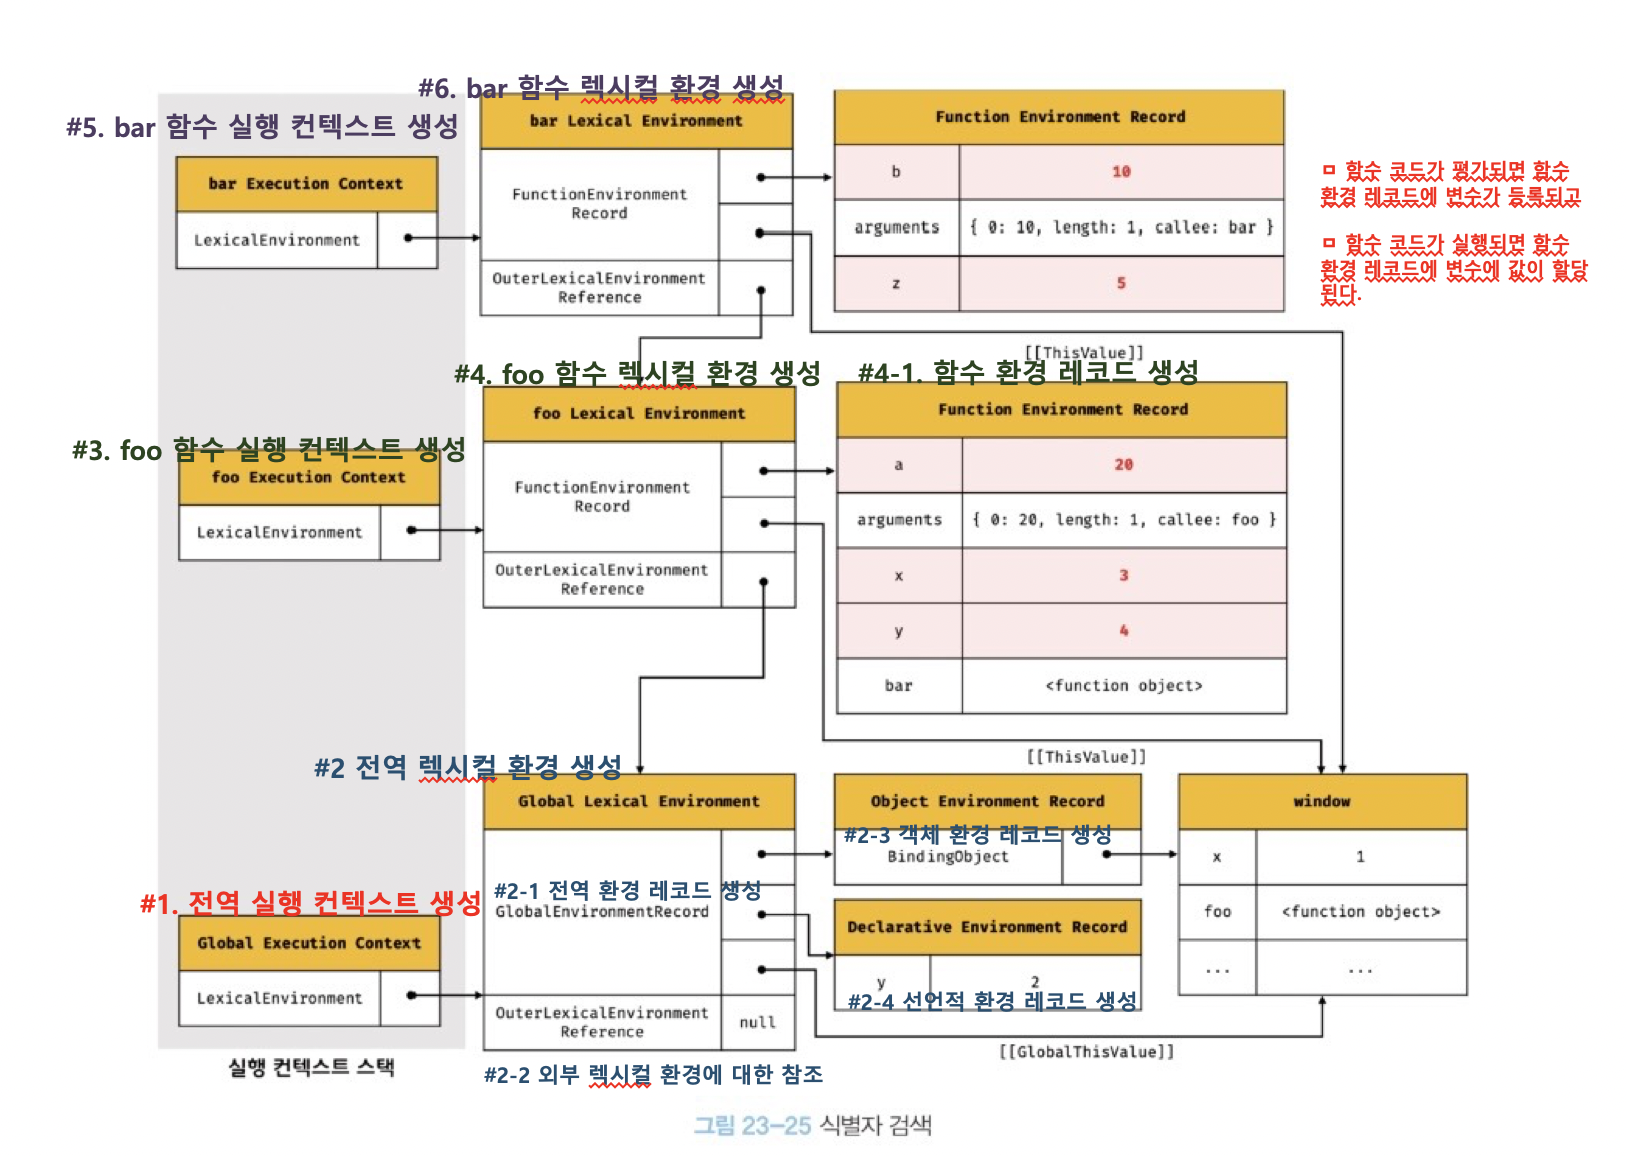 #6. bar 함수 렉시컬 환경 생성
#5. bar 함수 실행 컨텍스트 생성
bar Lexical Environment
Function Environment Record
bar Execution Context
LexicalEnvironment
FunctionEnvironment
Record
OuterLexicalEnvironment
Reference
b 10
arguments { 0: 10, length: 1, callee: bar }
z 5
ㅁ 함수 코드가 평가되면 함수
환경 레코드에 변수가 등록되고
ㅁ 함수 코드가 실행되면 함수
환경 레코드에 변수에 값이 할당
된다.
[[ThisValue]]
#4. foo 함수 렉시컬 환경 생성
#4-1. 함수 환경 레코드 생성
foo Lexical Environment
Function Environment Record
#3. foo 함수 실행 컨텍스트 생성
foo Execution Context
LexicalEnvironment
FunctionEnvironment
Record
OuterLexicalEnvironment
Reference
a 20
arguments { 0: 20, length: 1, callee: foo }
x 3
y 4
bar <function object>
[[ThisValue]]
#2 전역 렉시컬 환경 생성
Global Lexical Environment
Object Environment Record
window
#2-3 객체 환경 레코드 생성
BindingObject
x 1
foo <function object>
... ...
#2-1 전역 환경 레코드 생성
GlobalEnvironmentRecord
#1. 전역 실행 컨텍스트 생성
Global Execution Context
LexicalEnvironment
Declarative Environment Record
y 2
#2-4 선언적 환경 레코드 생성
OuterLexicalEnvironment
Reference
null
[[GlobalThisValue]]
실행 컨텍스트 스택
#2-2 외부 렉시컬 환경에 대한 참조
그림 23-25 식별자 검색